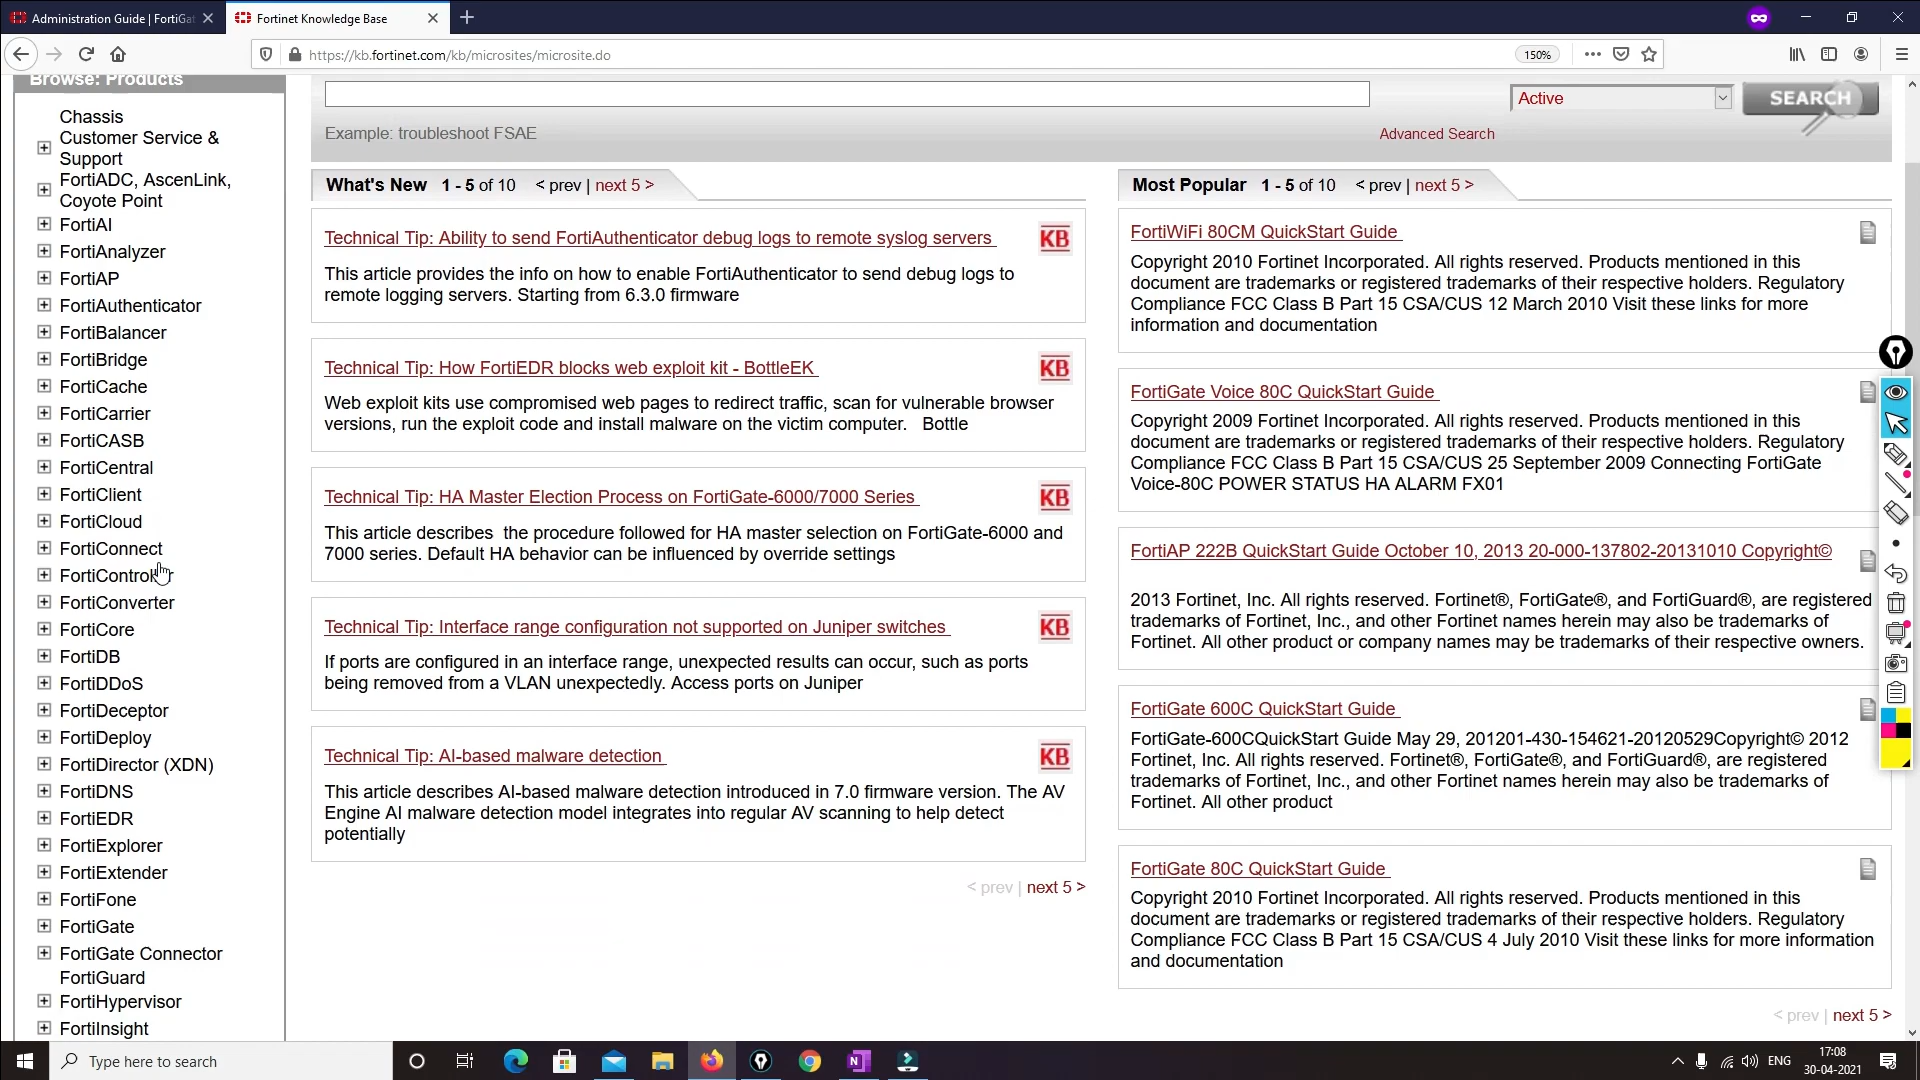 Administration Guide | FortiGat
Fortinet Knowledge Base
https://kb.fortinet.com/kb/microsites/microsite.do
150%
Browse: Products
Chassis
Customer Service &
Support
FortiADC, AscenLink,
Coyote Point
FortiAI
FortiAnalyzer
FortiAP
FortiAuthenticator
FortiBalancer
FortiBridge
FortiCache
FortiCarrier
FortiCASB
FortiCentral
FortiClient
FortiCloud
FortiConnect
FortiController
FortiConverter
FortiCore
FortiDB
FortiDDoS
FortiDeceptor
FortiDeploy
FortiDirector (XDN)
FortiDNS
FortiEDR
FortiExplorer
FortiExtender
FortiFone
FortiGate
FortiGate Connector
FortiGuard
FortiHypervisor
FortiInsight
Active
SEARCH
Example: troubleshoot FSAE
Advanced Search
What's New 1 - 5 of 10 < prev | next 5 >
Technical Tip: Ability to send FortiAuthenticator debug logs to remote syslog servers
KB
This article provides the info on how to enable FortiAuthenticator to send debug logs to
remote logging servers. Starting from 6.3.0 firmware
Technical Tip: How FortiEDR blocks web exploit kit - BottleEK
KB
Web exploit kits use compromised web pages to redirect traffic, scan for vulnerable browser
versions, run the exploit code and install malware on the victim computer. Bottle
Technical Tip: HA Master Election Process on FortiGate-6000/7000 Series
KB
This article describes the procedure followed for HA master selection on FortiGate-6000 and
7000 series. Default HA behavior can be influenced by override settings
Technical Tip: Interface range configuration not supported on Juniper switches
KB
If ports are configured in an interface range, unexpected results can occur, such as ports
being removed from a VLAN unexpectedly. Access ports on Juniper
Technical Tip: AI-based malware detection
KB
This article describes AI-based malware detection introduced in 7.0 firmware version. The AV
Engine AI malware detection model integrates into regular AV scanning to help detect
potentially
< prev | next 5 >
Most Popular 1 - 5 of 10 < prev | next 5 >
FortiWiFi 80CM QuickStart Guide
Copyright 2010 Fortinet Incorporated. All rights reserved. Products mentioned in this
document are trademarks or registered trademarks of their respective holders. Regulatory
Compliance FCC Class B Part 15 CSA/CUS 12 March 2010 Visit these links for more
information and documentation
FortiGate Voice 80C QuickStart Guide
Copyright 2009 Fortinet Incorporated. All rights reserved. Products mentioned in this
document are trademarks or registered trademarks of their respective holders. Regulatory
Compliance FCC Class B Part 15 CSA/CUS 25 September 2009 Connecting FortiGate
Voice-80C POWER STATUS HA ALARM FX01
FortiAP 222B QuickStart Guide October 10, 2013 20-000-137802-20131010 Copyright©
2013 Fortinet, Inc. All rights reserved. Fortinet®, FortiGate®, and FortiGuard®, are registered
trademarks of Fortinet, Inc., and other Fortinet names herein may also be trademarks of
Fortinet. All other product or company names may be trademarks of their respective owners.
FortiGate 600C QuickStart Guide
FortiGate-600CQuickStart Guide May 29, 201201-430-154621-20120529Copyright© 2012
Fortinet, Inc. All rights reserved. Fortinet®, FortiGate®, and FortiGuard®, are registered
trademarks of Fortinet, Inc., and other Fortinet names herein may also be trademarks of
Fortinet. All other product
FortiGate 80C QuickStart Guide
Copyright 2010 Fortinet Incorporated. All rights reserved. Products mentioned in this
document are trademarks or registered trademarks of their respective holders. Regulatory
Compliance FCC Class B Part 15 CSA/CUS 4 July 2010 Visit these links for more information
and documentation
< prev | next 5 >
Type here to search
ENG
17:08
30-04-2021